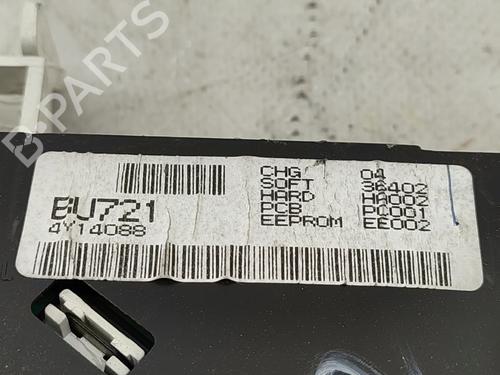 B-PARTS
BU721
4Y14088
CHG 04
SOFT 36402
HARD HA002
PCB PC001
EEPROM EE002